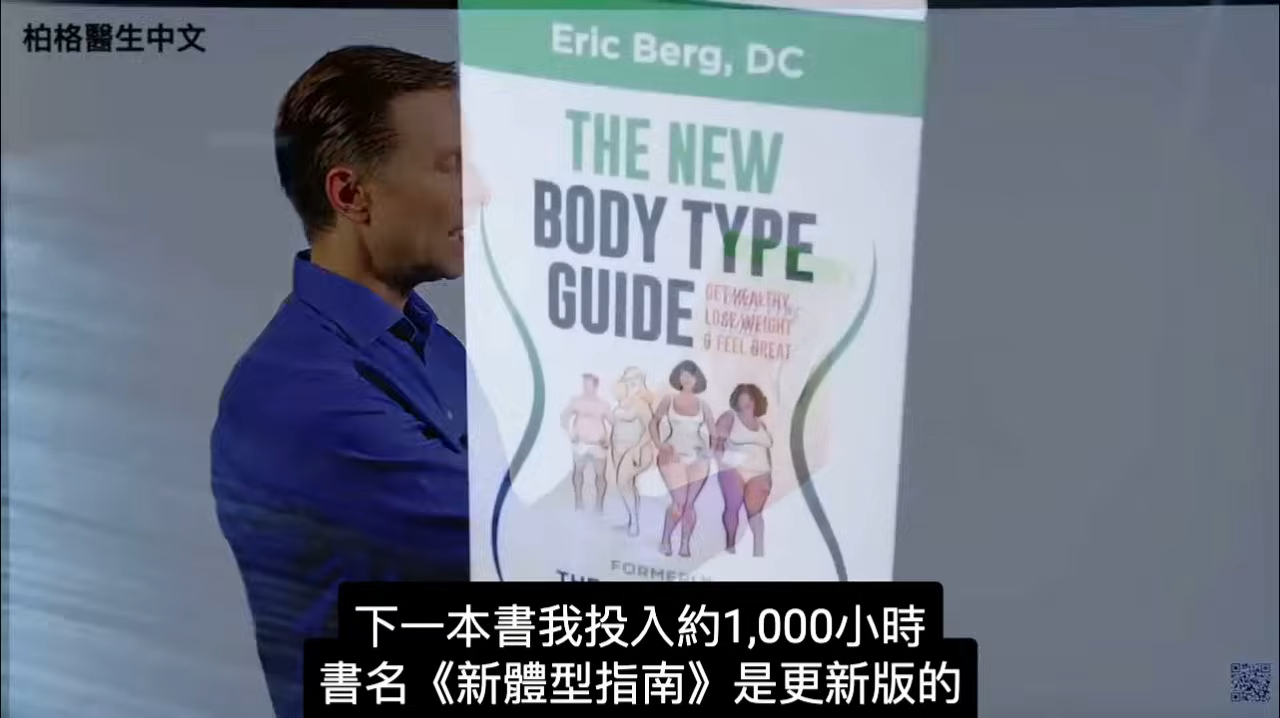 柏格醫生中文
Eric Berg, DC
THE NEW
BODY TYPE
GUIDE
GET HEALTHY,
LOSE WEIGHT
& FEEL GREAT
FORMERLY
下一本書我投入約1,000小時
書名《新體型指南》是更新版的